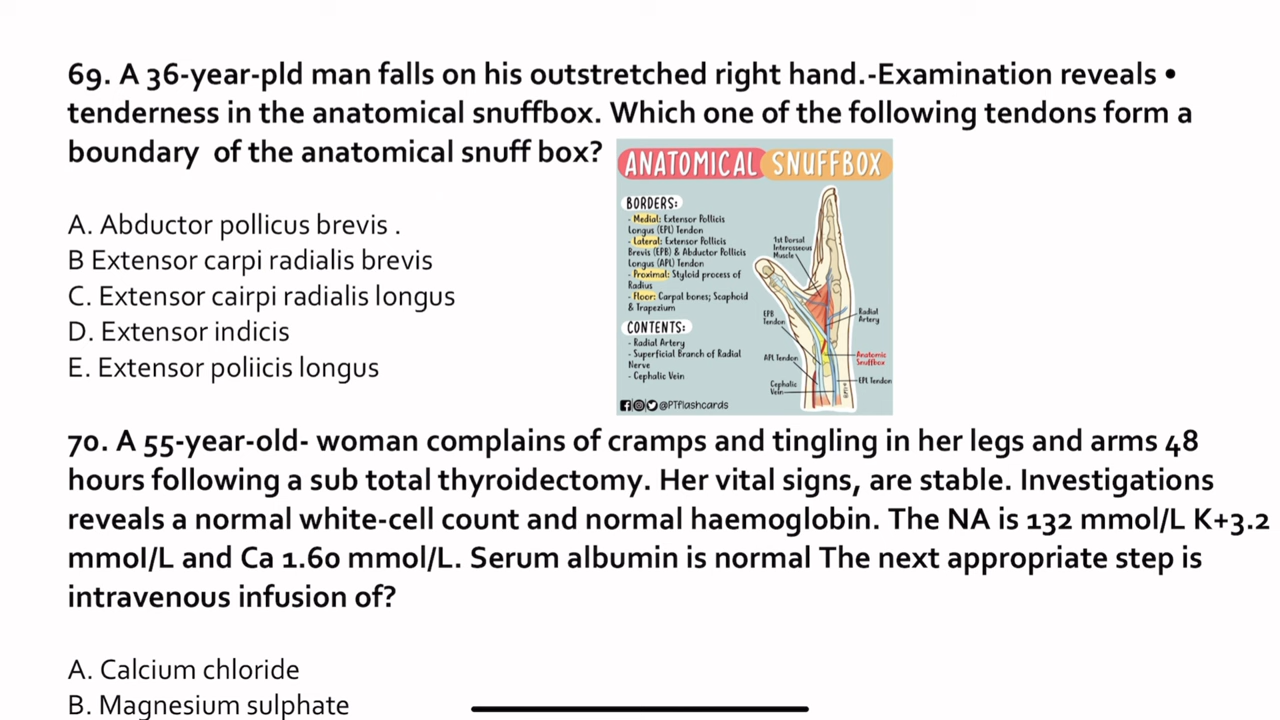 69. A 36-year-pld man falls on his outstretched right hand.-Examination reveals •
tenderness in the anatomical snuffbox. Which one of the following tendons form a
boundary of the anatomical snuff box?
A. Abductor pollicus brevis .
B Extensor carpi radialis brevis
C. Extensor cairpi radialis longus
D. Extensor indicis
E. Extensor poliicis longus
ANATOMICAL SNUFFBOX
BORDERS:
- Medial: Extensor Pollicis
Longus (EPL) Tendon
- Lateral: Extensor Pollicis
Brevis (EPB) & Abductor Pollicis
Longus (APL) Tendon
- Proximal: Styloid process of
Radius
- Floor: Carpal bones; Scaphoid
& Trapezium
CONTENTS:
- Radial Artery
- Superficial Branch of Radial
Nerve
- Cephalic Vein
@PTflashcards
1st Dorsal
Interosseous
Muscle
EPB
Tendon
APL Tendon
Cephalic
Vein
Radial
Artery
Anatomic
Snuffbox
EPL Tendon
70. A 55-year-old- woman complains of cramps and tingling in her legs and arms 48
hours following a sub total thyroidectomy. Her vital signs, are stable. Investigations
reveals a normal white-cell count and normal haemoglobin. The NA is 132 mmol/L K+3.2
mmol/L and Ca 1.60 mmol/L. Serum albumin is normal The next appropriate step is
intravenous infusion of?
A. Calcium chloride
B. Magnesium sulphate